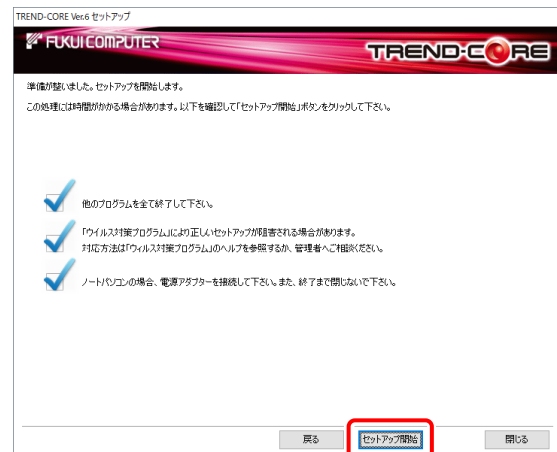 TREND-CORE Ver.6 セットアップ
FUKUI COMPUTER
TREND-CORE
準備が整いました。セットアップを開始します。
この処理には時間がかかる場合があります。以下を確認して「セットアップ開始」ボタンをクリックして下さい。
他のプログラムを全て終了して下さい。
「ウイルス対策プログラム」により正しいセットアップが阻害される場合があります。
対応方法は「ウィルス対策プログラム」のヘルプを参照するか、管理者へご相談ください。
ノートパソコンの場合、電源アダプターを接続して下さい。また、終了まで閉じないで下さい。
戻る
セットアップ開始
閉じる